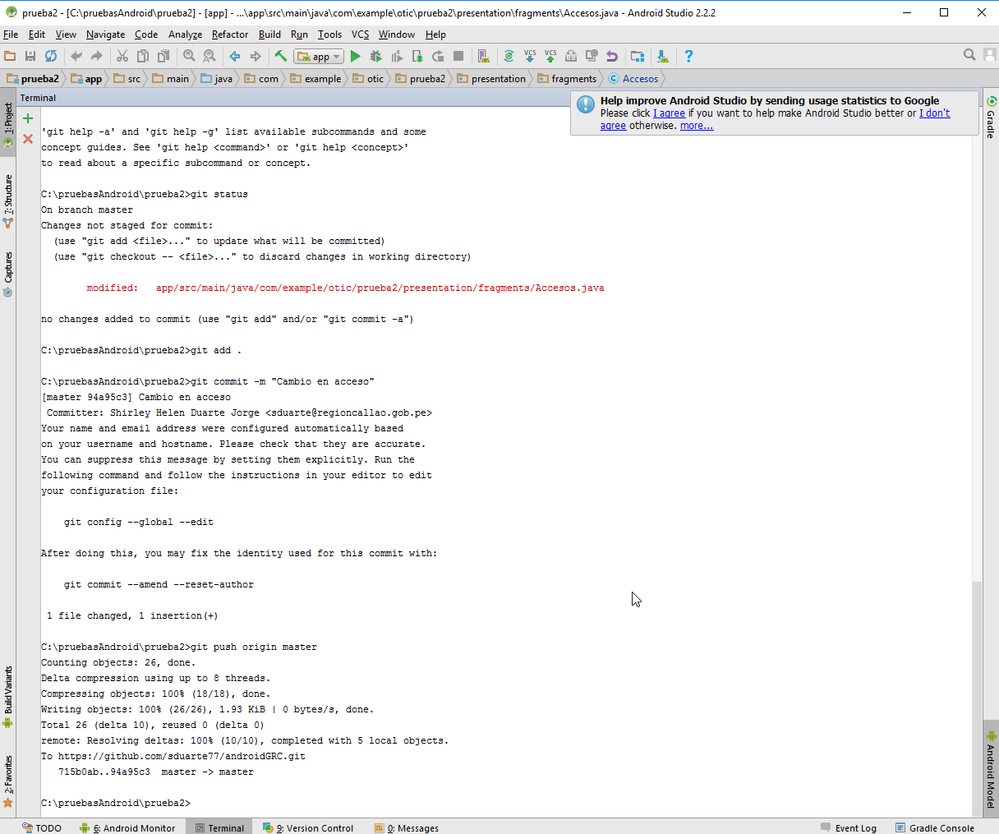 prueba2 - [C:\pruebasAndroid\prueba2] - [app] - ...\app\src\main\java\com\example\otic\prueba2\presentation\fragments\Accesos.java - Android Studio 2.2.2
File Edit View Navigate Code Analyze Refactor Build Run Tools VCS Window Help
app VCS VCS ?
prueba2 app src main java com example otic prueba2 presentation fragments C Accesos
Terminal
Help improve Android Studio by sending usage statistics to Google
Please click I agree if you want to help make Android Studio better or I don't
agree otherwise. more...
1: Project
7: Structure
Captures
Build Variants
2: Favorites
Gradle
Android Model
'git help -a' and 'git help -g' list available subcommands and some
concept guides. See 'git help <command>' or 'git help <concept>'
to read about a specific subcommand or concept.
C:\pruebasAndroid\prueba2>git status
On branch master
Changes not staged for commit:
(use "git add <file>..." to update what will be committed)
(use "git checkout -- <file>..." to discard changes in working directory)
modified: app/src/main/java/com/example/otic/prueba2/presentation/fragments/Accesos.java
no changes added to commit (use "git add" and/or "git commit -a")
C:\pruebasAndroid\prueba2>git add .
C:\pruebasAndroid\prueba2>git commit -m "Cambio en acceso"
[master 94a95c3] Cambio en acceso
Committer: Shirley Helen Duarte Jorge <sduarte@regioncallao.gob.pe>
Your name and email address were configured automatically based
on your username and hostname. Please check that they are accurate.
You can suppress this message by setting them explicitly. Run the
following command and follow the instructions in your editor to edit
your configuration file:
git config --global --edit
After doing this, you may fix the identity used for this commit with:
git commit --amend --reset-author
1 file changed, 1 insertion(+)
C:\pruebasAndroid\prueba2>git push origin master
Counting objects: 26, done.
Delta compression using up to 8 threads.
Compressing objects: 100% (18/18), done.
Writing objects: 100% (26/26), 1.93 KiB | 0 bytes/s, done.
Total 26 (delta 10), reused 0 (delta 0)
remote: Resolving deltas: 100% (10/10), completed with 5 local objects.
To https://github.com/sduarte77/androidGRC.git
715b0ab..94a95c3 master -> master
C:\pruebasAndroid\prueba2>
TODO 6: Android Monitor Terminal 9: Version Control 0: Messages Event Log Gradle Console